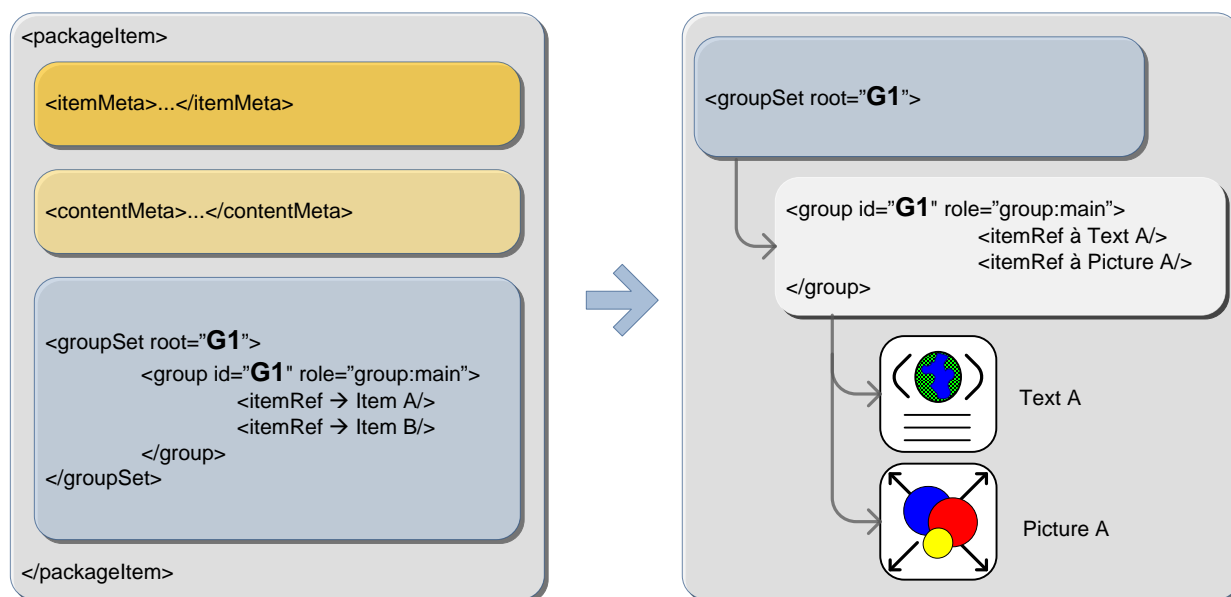 <packageItem>
<itemMeta>...</itemMeta>
<contentMeta>...</contentMeta>
<groupSet root=”G1”>
<group id=”G1" role=”group:main”>
<itemRef → Item A/>
<itemRef → Item B/>
</group>
</groupSet>
</packageItem>
<groupSet root=”G1”>
<group id=”G1" role=”group:main”>
<itemRef à Text A/>
<itemRef à Picture A/>
</group>
Text A
Picture A